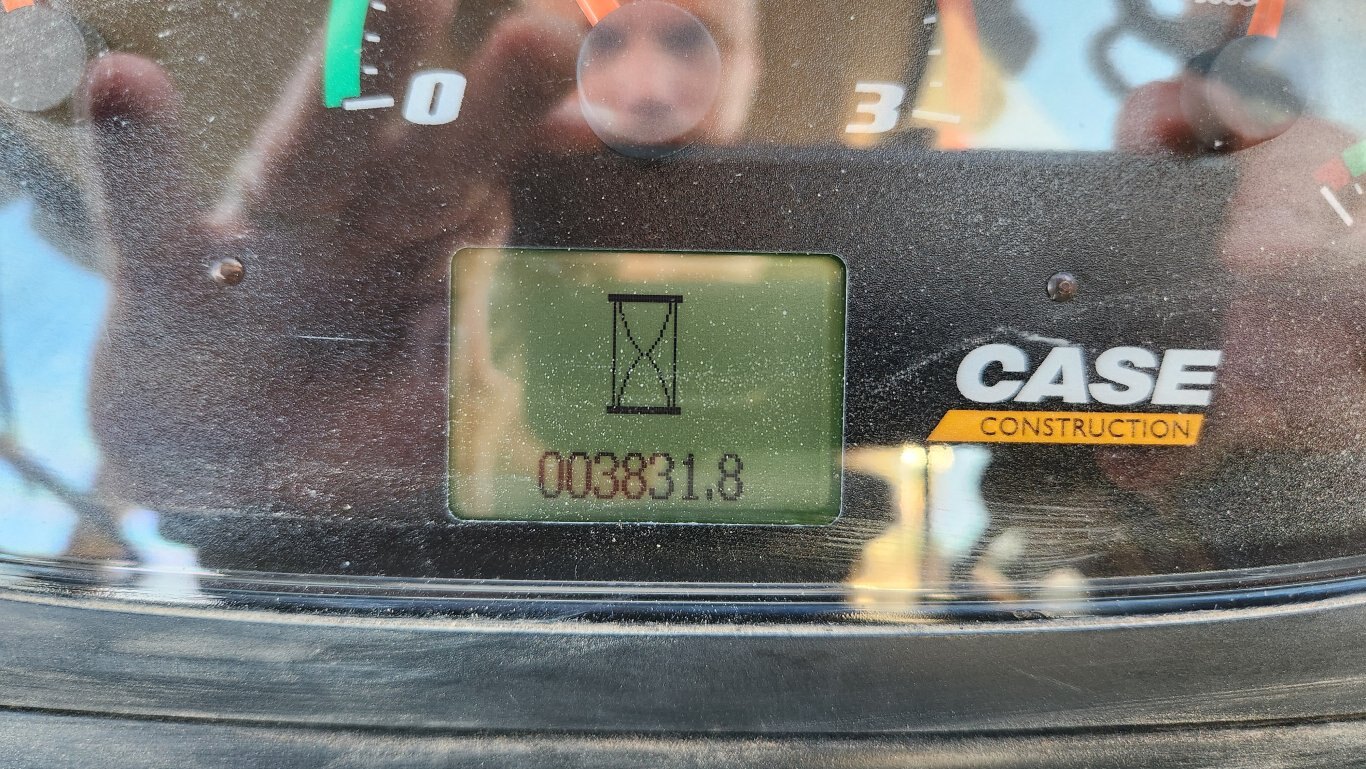 0
3
CASE
CONSTRUCTION
003831.8